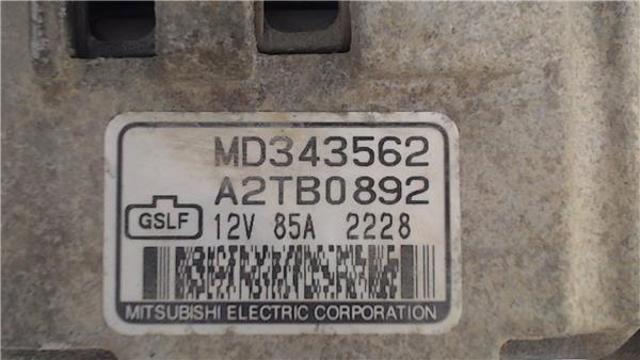 MD343562
A2TB0892
GSLF 12V 85A 2228
MITSUBISHI ELECTRIC CORPORATION